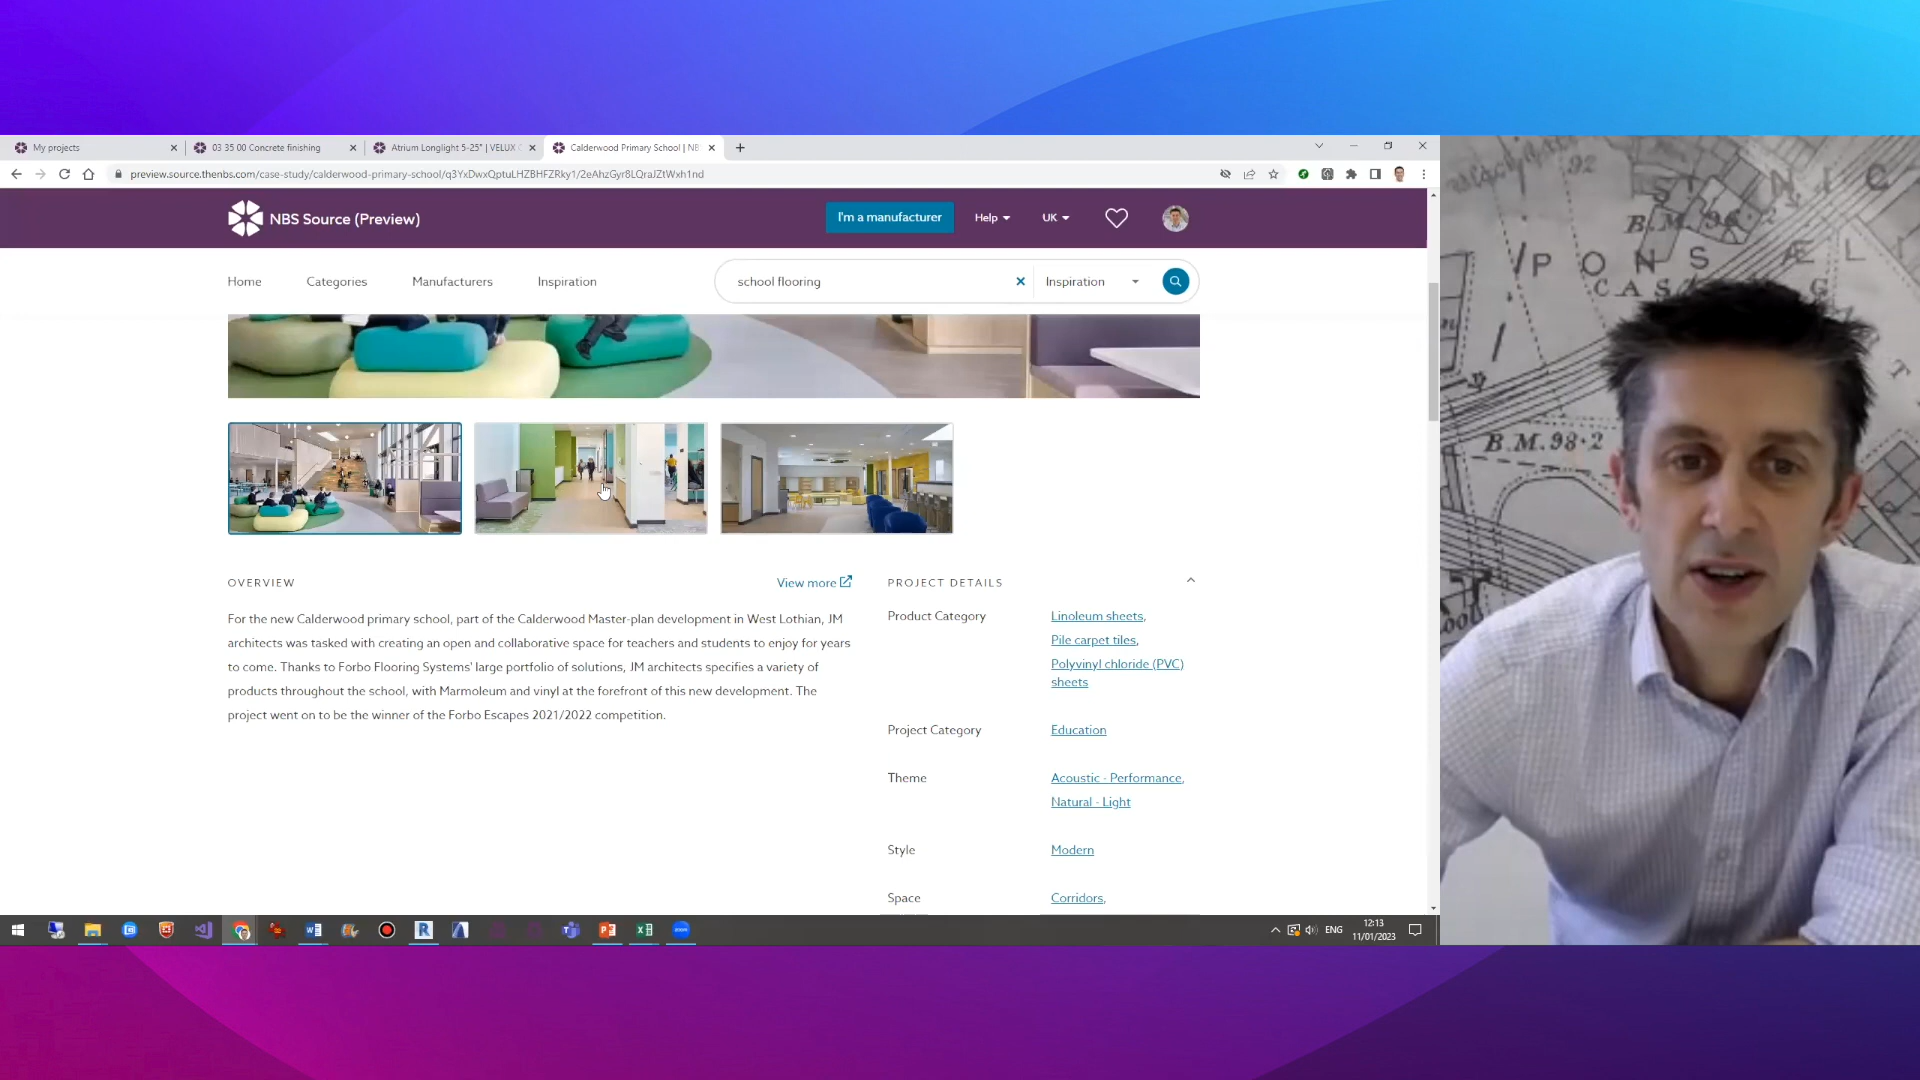 My projects
03 35 00 Concrete finishing
Atrium Longlight 5-25° | VELUX C
Calderwood Primary School | NB
preview.source.thenbs.com/case-study/calderwood-primary-school/q3YxDwxQptuLHZBHFZRky1/2eAhzGyr8LQraJZtWxh1nd
NBS Source (Preview)
I'm a manufacturer
Help
UK
Home
Categories
Manufacturers
Inspiration
school flooring
Inspiration
OVERVIEW
View more
For the new Calderwood primary school, part of the Calderwood Master-plan development in West Lothian, JM
architects was tasked with creating an open and collaborative space for teachers and students to enjoy for years
to come. Thanks to Forbo Flooring Systems' large portfolio of solutions, JM architects specifies a variety of
products throughout the school, with Marmoleum and vinyl at the forefront of this new development. The
project went on to be the winner of the Forbo Escapes 2021/2022 competition.
PROJECT DETAILS
Product Category
Linoleum sheets,
Pile carpet tiles,
Polyvinyl chloride (PVC)
sheets
Project Category
Education
Theme
Acoustic - Performance,
Natural - Light
Style
Modern
Space
Corridors,
ENG
12:13
11/01/2023
92
B.M.96
PONS
CAS
B.M.98·2